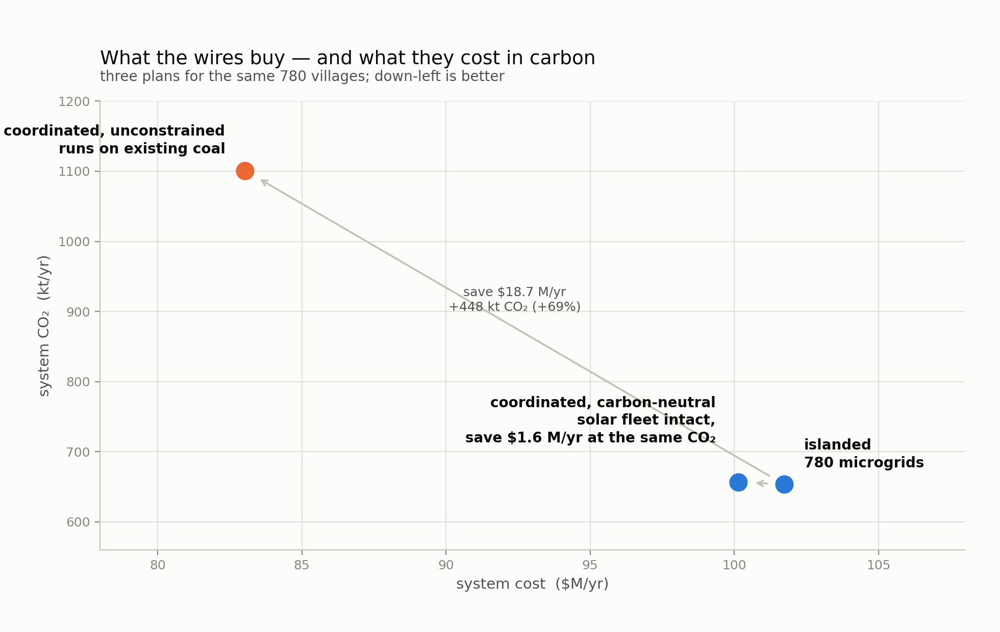 What the wires buy — and what they cost in carbon
three plans for the same 780 villages; down-left is better
1200
coordinated, unconstrained
runs on existing coal
1100
1000
save $18.7 M/yr
+448 kt CO₂ (+69%)
900
system CO₂ (kt/yr)
800
coordinated, carbon-neutral
solar fleet intact,
save $1.6 M/yr at the same CO₂
700
islanded
780 microgrids
600
80 85 90 95 100 105
system cost ($M/yr)